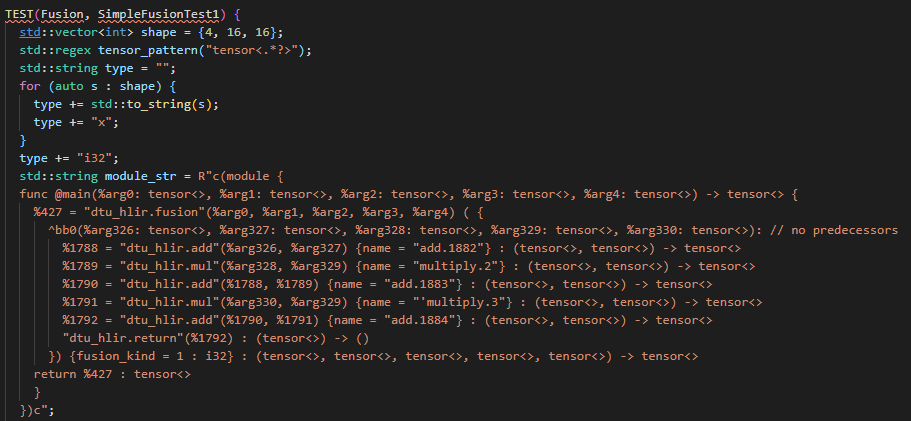 TEST(Fusion, SimpleFusionTest1) {
  std::vector<int> shape = {4, 16, 16};
  std::regex tensor_pattern("tensor<.*?>");
  std::string type = "";
  for (auto s : shape) {
    type += std::to_string(s);
    type += "x";
  }
  type += "i32";
  std::string module_str = R"c(module {
  func @main(%arg0: tensor<>, %arg1: tensor<>, %arg2: tensor<>, %arg3: tensor<>, %arg4: tensor<>) -> tensor<> {
    %427 = "dtu_hlir.fusion"(%arg0, %arg1, %arg2, %arg3, %arg4) ( {
      ^bb0(%arg326: tensor<>, %arg327: tensor<>, %arg328: tensor<>, %arg329: tensor<>, %arg330: tensor<>): // no predecessors
        %1788 = "dtu_hlir.add"(%arg326, %arg327) {name = "add.1882"} : (tensor<>, tensor<>) -> tensor<>
        %1789 = "dtu_hlir.mul"(%arg328, %arg329) {name = "multiply.2"} : (tensor<>, tensor<>) -> tensor<>
        %1790 = "dtu_hlir.add"(%1788, %1789) {name = "add.1883"} : (tensor<>, tensor<>) -> tensor<>
        %1791 = "dtu_hlir.mul"(%arg330, %arg329) {name = "'multiply.3"} : (tensor<>, tensor<>) -> tensor<>
        %1792 = "dtu_hlir.add"(%1790, %1791) {name = "add.1884"} : (tensor<>, tensor<>) -> tensor<>
        "dtu_hlir.return"(%1792) : (tensor<>) -> ()
      }) {fusion_kind = 1 : i32} : (tensor<>, tensor<>, tensor<>, tensor<>, tensor<>) -> tensor<>
    return %427 : tensor<>
    }
  })c";